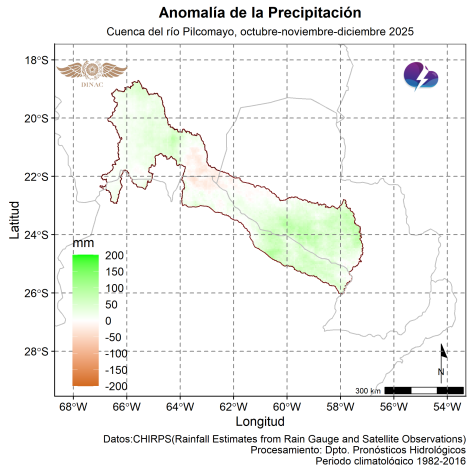 Anomalía de la Precipitación
Cuenca del río Pilcomayo, octubre-noviembre-diciembre 2025
DINAC
18°S
20°S
22°S
24°S
26°S
28°S
Latitud
mm
200
150
100
50
0
-50
-100
-150
-200
N
300 km
68°W
66°W
64°W
62°W
60°W
58°W
56°W
54°W
Longitud
Datos:CHIRPS(Rainfall Estimates from Rain Gauge and Satellite Observations)
Procesamiento: Dpto. Pronósticos Hidrológicos
Periodo climatológico 1982-2016